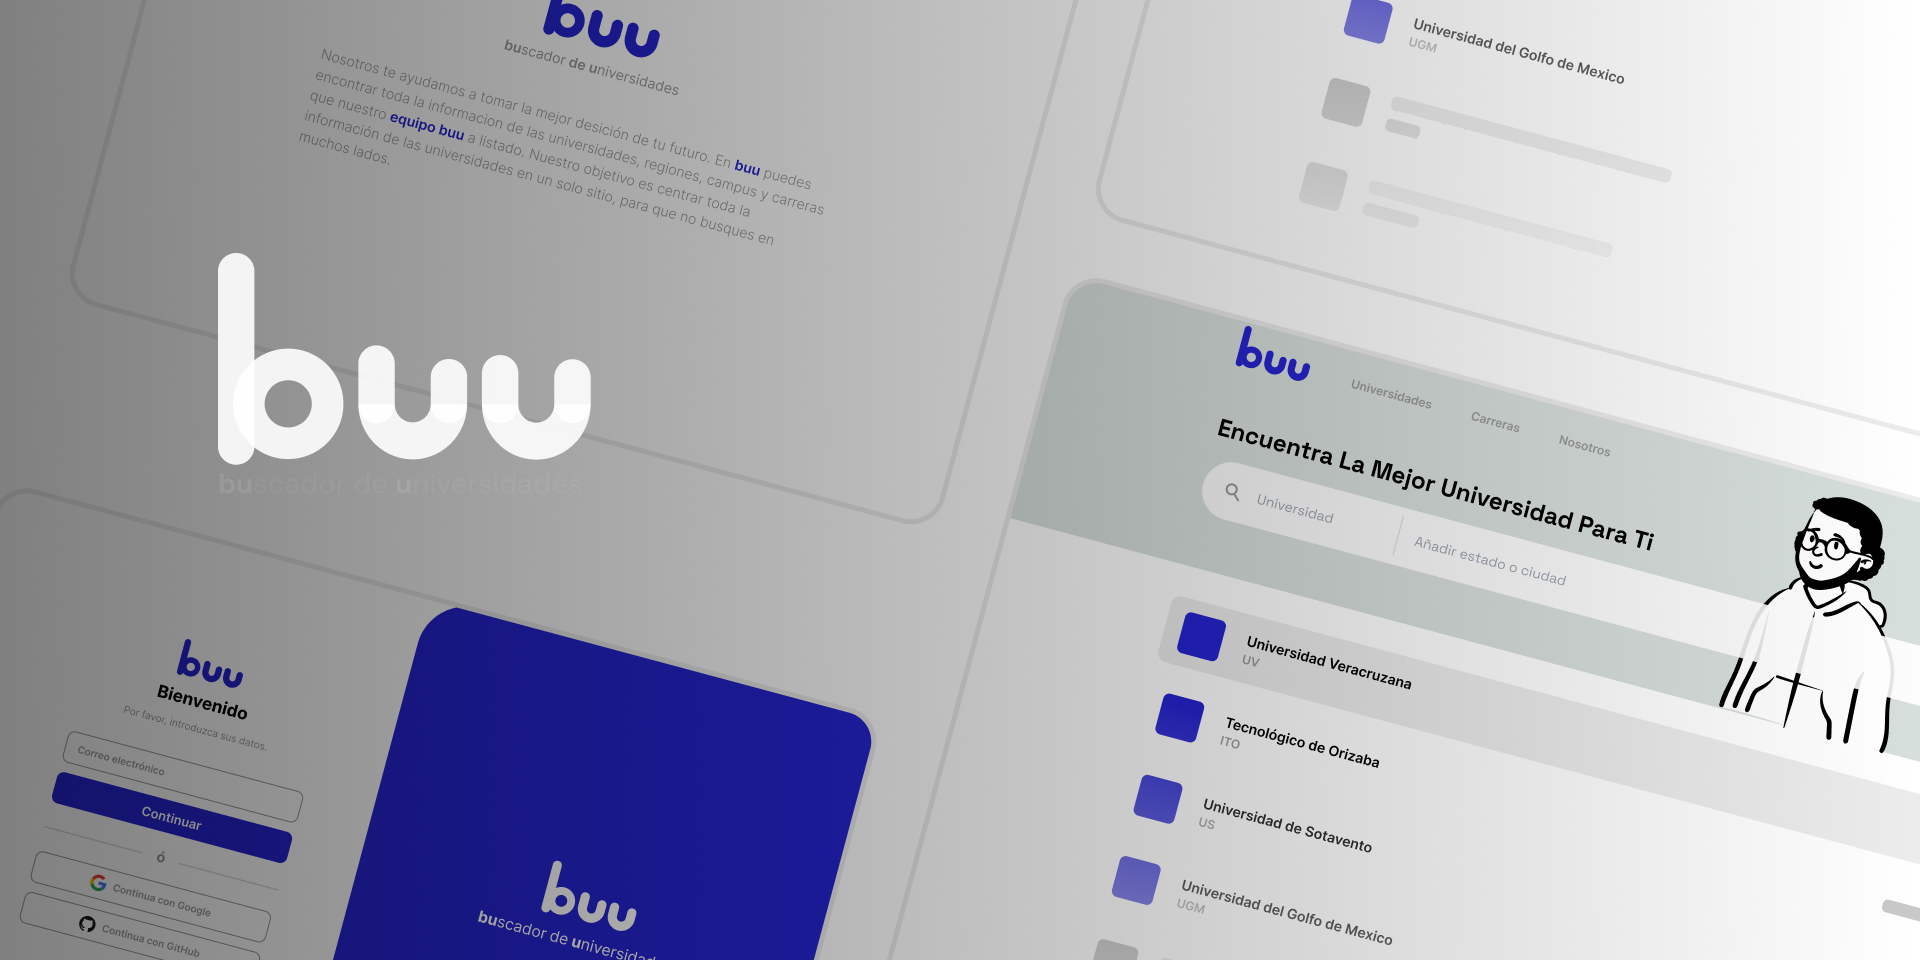 buu
buscador de universidades
Nosotros te ayudamos a tomar la mejor desición de tu futuro. En buu puedes
encontrar toda la informacion de las universidades, regiones, campus y carreras
que nuestro equipo buu a listado. Nuestro objetivo es centrar toda la
información de las universidades en un solo sitio, para que no busques en
muchos lados.
Universidad del Golfo de Mexico
UGM
buu
buscador de universidades
buu
Universidades
Carreras
Nosotros
Encuentra La Mejor Universidad Para Ti
Universidad
Añadir estado o ciudad
Universidad Veracruzana
UV
Tecnológico de Orizaba
ITO
Universidad de Sotavento
US
Universidad del Golfo de Mexico
UGM
buu
Bienvenido
Por favor, introduzca sus datos.
Correo electrónico
Continuar
ó
Continua con Google
Continua con GitHub
buu
buscador de universidad